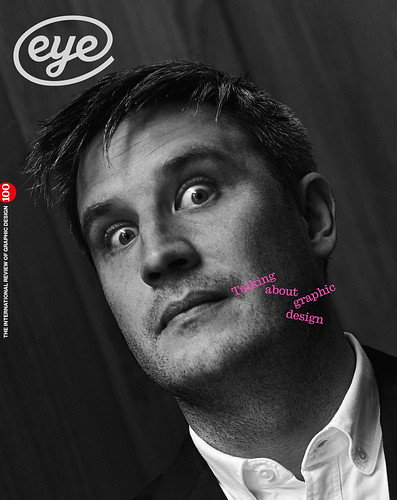 eye
100
THE INTERNATIONAL REVIEW OF GRAPHIC DESIGN
Talking
about
graphic
design